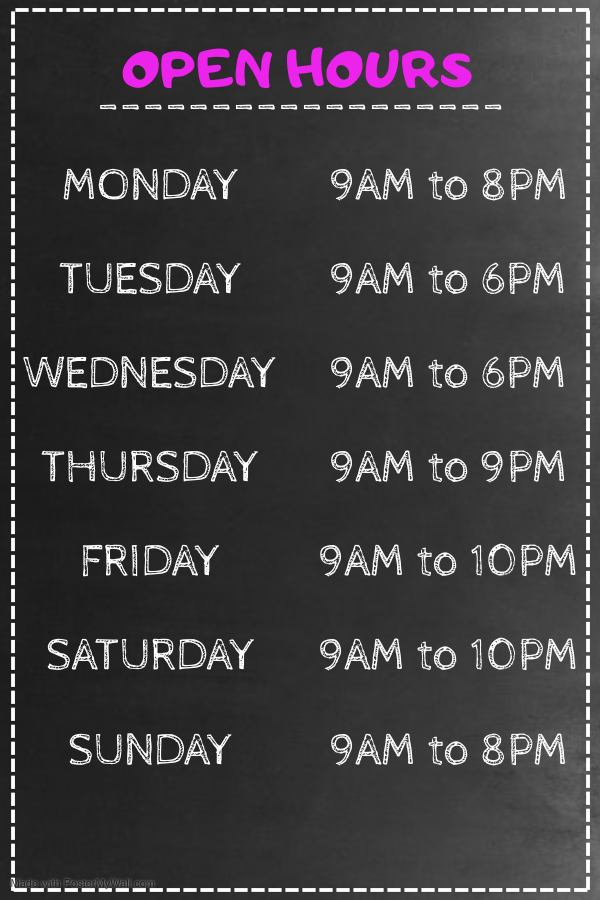 OPEN HOURS
MONDAY 9AM to 8PM
TUESDAY 9AM to 6PM
WEDNESDAY 9AM to 6PM
THURSDAY 9AM to 9PM
FRIDAY 9AM to 10PM
SATURDAY 9AM to 10PM
SUNDAY 9AM to 8PM
Made with PosterMyWall.com